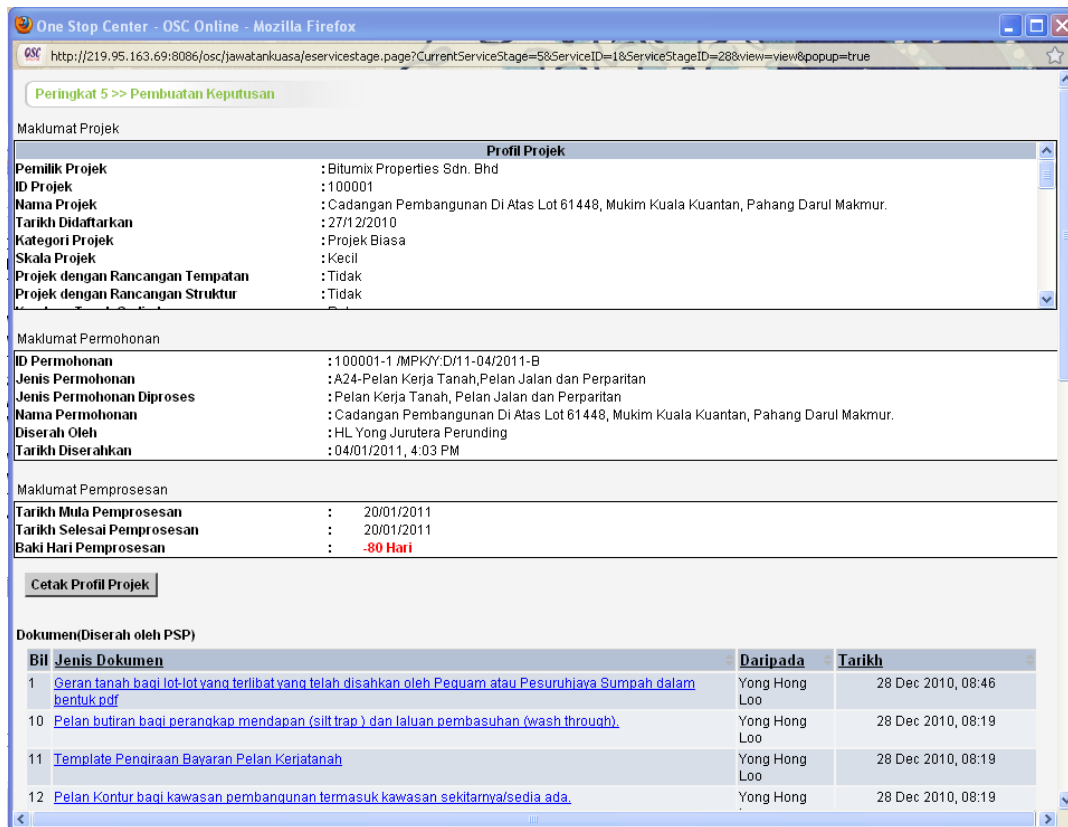 One Stop Center - OSC Online - Mozilla Firefox
OSC http://219.95.163.69:8086/osc/jawatankuasa/eservicestage.page?CurrentServiceStage=5&ServiceID=1&ServiceStageID=28&view=view&popup=true
Peringkat 5 >> Pembuatan Keputusan
Maklumat Projek
Profil Projek
Pemilik Projek : Bitumix Properties Sdn. Bhd
ID Projek : 100001
Nama Projek : Cadangan Pembangunan Di Atas Lot 61448, Mukim Kuala Kuantan, Pahang Darul Makmur.
Tarikh Didaftarkan : 27/12/2010
Kategori Projek : Projek Biasa
Skala Projek : Kecil
Projek dengan Rancangan Tempatan : Tidak
Projek dengan Rancangan Struktur : Tidak
Maklumat Permohonan
ID Permohonan : 100001-1 /MPK/Y:D/11-04/2011-B
Jenis Permohonan : A24-Pelan Kerja Tanah,Pelan Jalan dan Perparitan
Jenis Permohonan Diproses : Pelan Kerja Tanah, Pelan Jalan dan Perparitan
Nama Permohonan : Cadangan Pembangunan Di Atas Lot 61448, Mukim Kuala Kuantan, Pahang Darul Makmur.
Diserah Oleh : HL Yong Jurutera Perunding
Tarikh Diserahkan : 04/01/2011, 4:03 PM
Maklumat Pemprosesan
Tarikh Mula Pemprosesan : 20/01/2011
Tarikh Selesai Pemprosesan : 20/01/2011
Baki Hari Pemprosesan : -80 Hari
Cetak Profil Projek
Dokumen(Diserah oleh PSP)
Bil Jenis Dokumen Daripada Tarikh
1 Geran tanah bagi lot-lot yang terlibat yang telah disahkan oleh Peguam atau Pesuruhjaya Sumpah dalam bentuk pdf Yong Hong Loo 28 Dec 2010, 08:46
10 Pelan butiran bagi perangkap mendapan (silt trap ) dan laluan pembasuhan (wash through). Yong Hong Loo 28 Dec 2010, 08:19
11 Template Pengiraan Bayaran Pelan Kerjatanah Yong Hong Loo 28 Dec 2010, 08:19
12 Pelan Kontur bagi kawasan pembangunan termasuk kawasan sekitarnya/sedia ada. Yong Hong 28 Dec 2010, 08:19